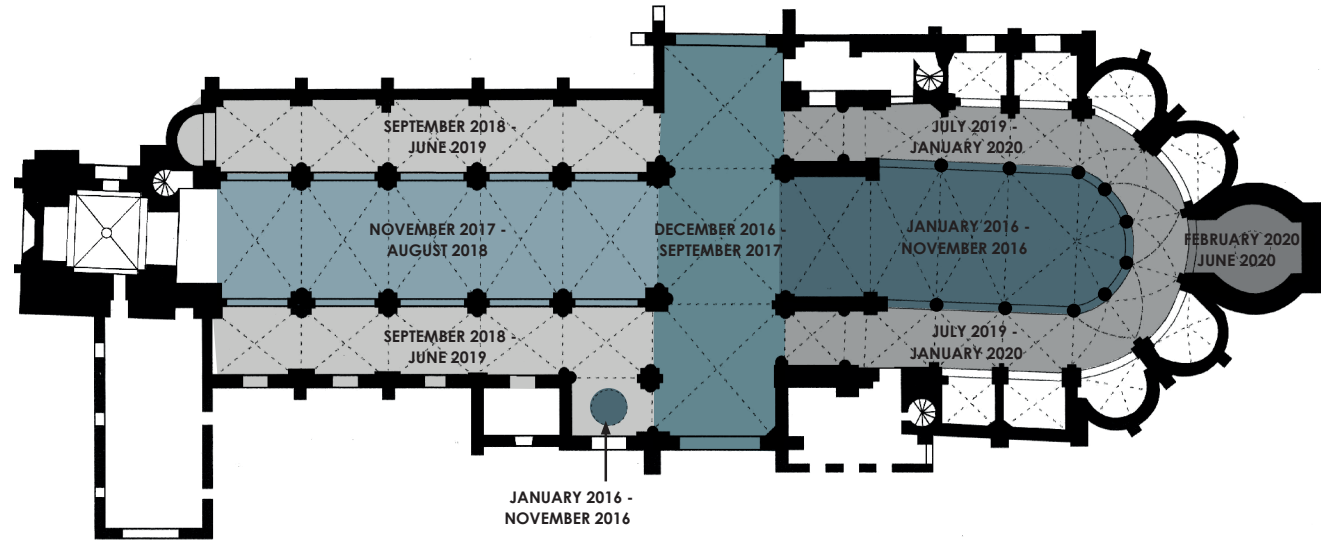 SEPTEMBER 2018 -
JUNE 2019
JULY 2019 -
JANUARY 2020
NOVEMBER 2017 -
AUGUST 2018
DECEMBER 2016 -
SEPTEMBER 2017
JANUARY 2016 -
NOVEMBER 2016
FEBRUARY 2020
JUNE 2020
SEPTEMBER 2018 -
JUNE 2019
JULY 2019 -
JANUARY 2020
JANUARY 2016 -
NOVEMBER 2016